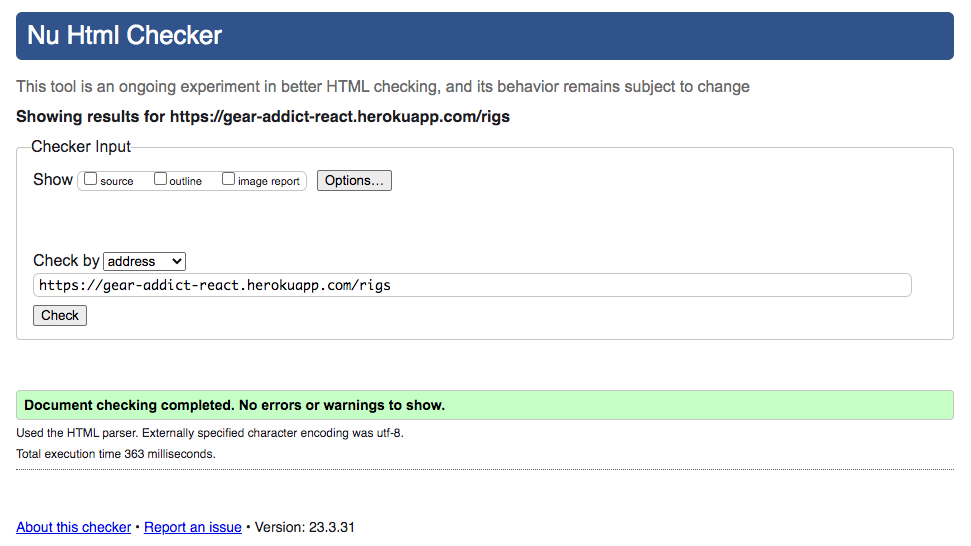 Nu Html Checker
This tool is an ongoing experiment in better HTML checking, and its behavior remains subject to change
Showing results for https://gear-addict-react.herokuapp.com/rigs
Checker Input
Show source outline image report Options...
Check by address
https://gear-addict-react.herokuapp.com/rigs
Check
Document checking completed. No errors or warnings to show.
Used the HTML parser. Externally specified character encoding was utf-8.
Total execution time 363 milliseconds.
About this checker • Report an issue • Version: 23.3.31